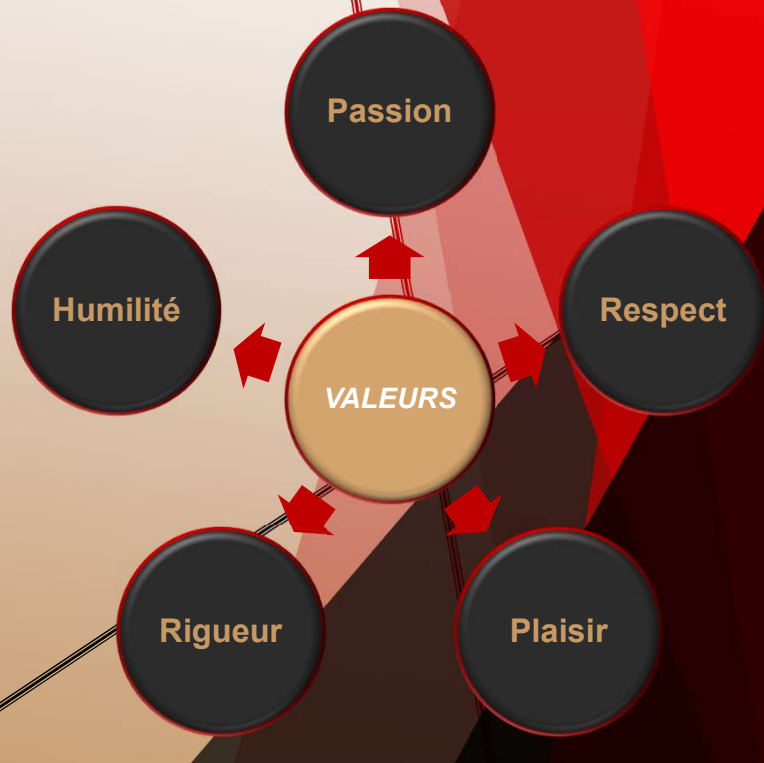 Passion
Humilité
Respect
VALEURS
Rigueur
Plaisir